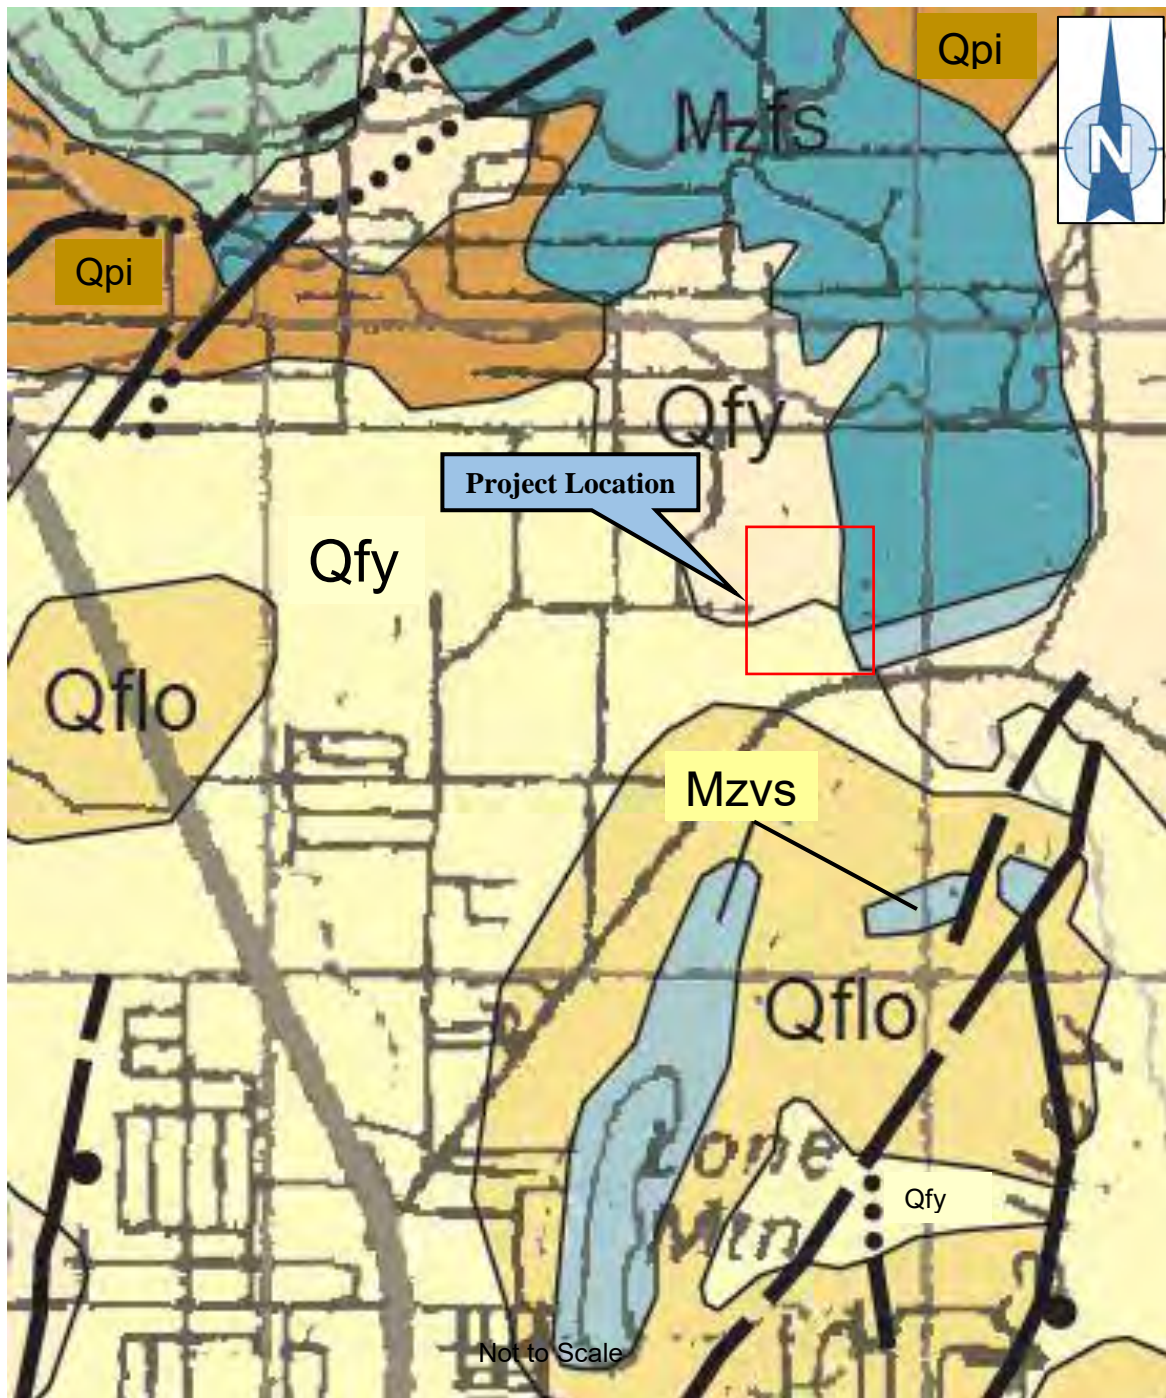 Qpi
N
Mzfs
Qpi
Qfy
Project Location
Qfy
Qflo
Mzvs
Qflo
Lone
Mtn
Qfy
Not to Scale